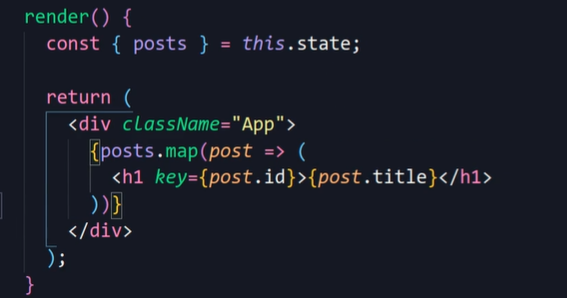 render() {
const { posts } = this.state;
return (
<div className="App">
{posts.map(post => (
<h1 key={post.id}>{post.title}</h1>
))}
</div>
);
}